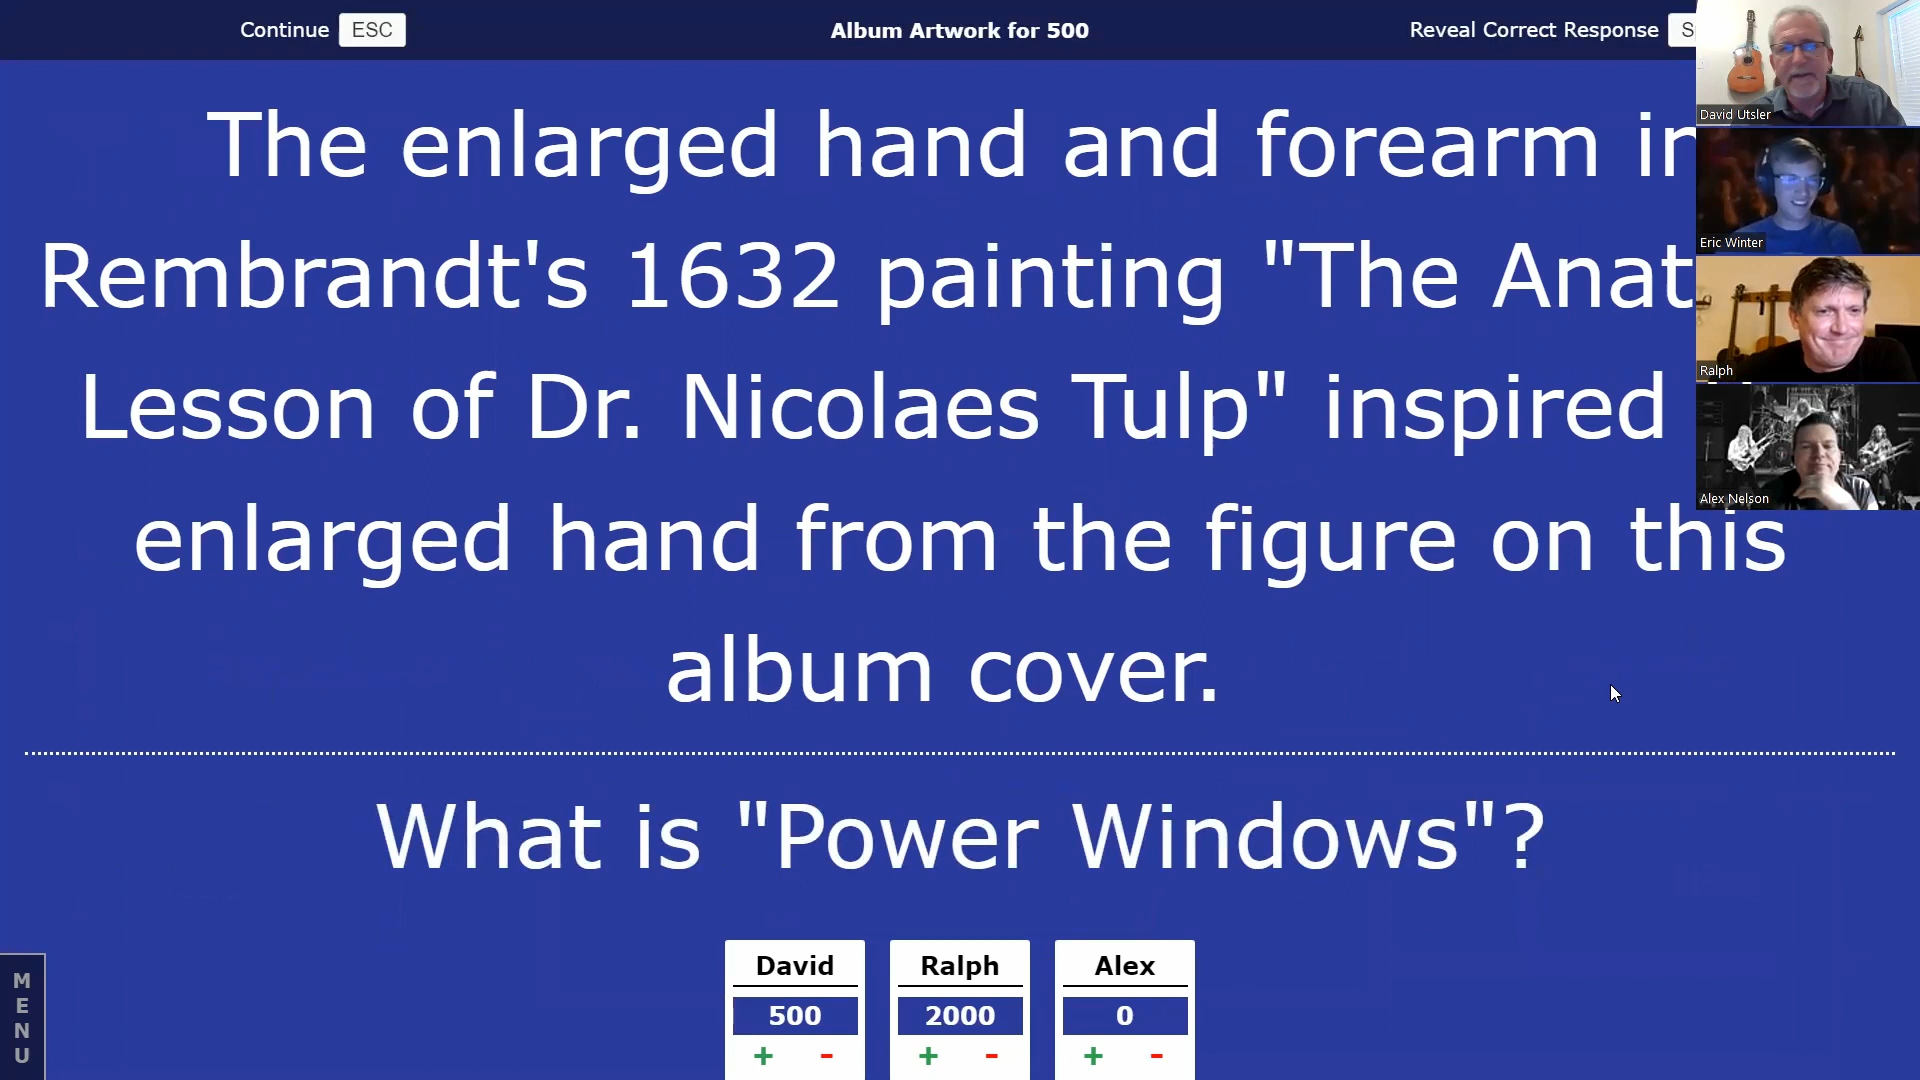 Continue ESC Album Artwork for 500 Reveal Correct Response
The enlarged hand and forearm in
Rembrandt's 1632 painting "The Anat
Lesson of Dr. Nicolaes Tulp" inspired
enlarged hand from the figure on this
album cover.
What is "Power Windows"?
David Utsler
Eric Winter
Ralph
Alex Nelson
MENU
David Ralph Alex
500 2000 0
+ - + - + -